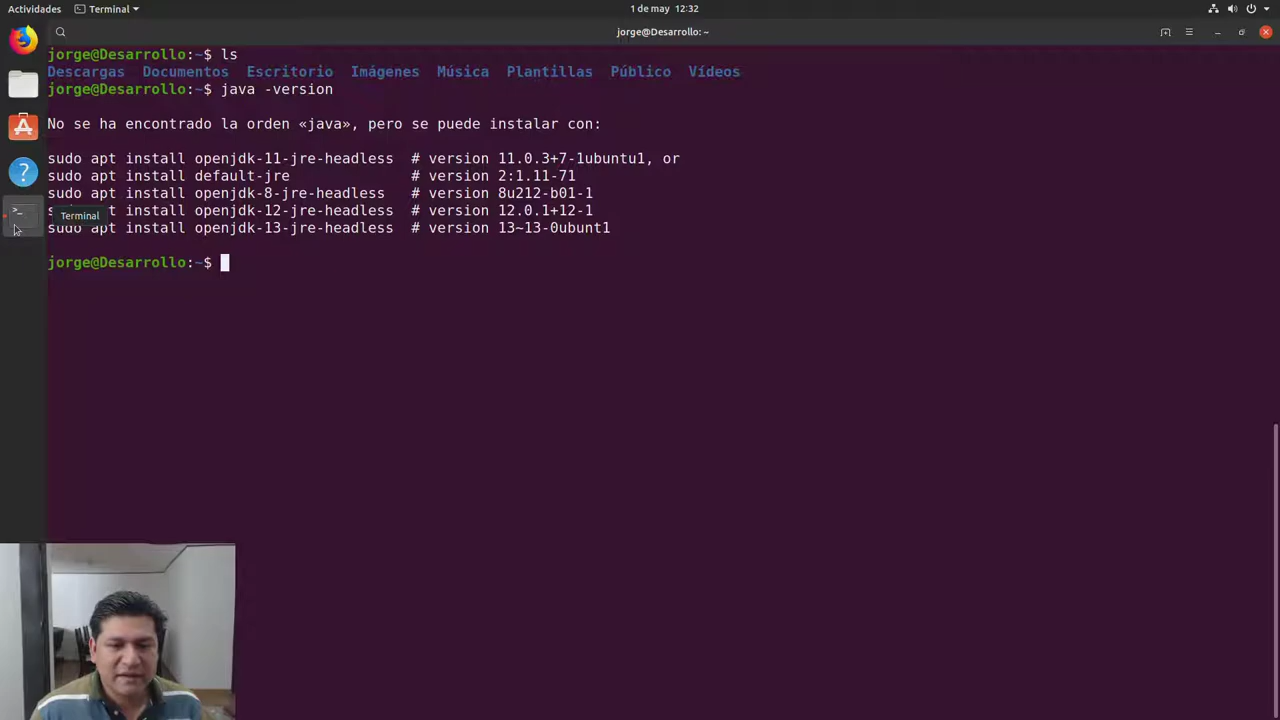 Actividades
Terminal
1 de may 12:32
jorge@Desarrollo: ~
jorge@Desarrollo:~$ ls
Descargas Documentos Escritorio Imágenes Música Plantillas Público Vídeos
jorge@Desarrollo:~$ java -version
No se ha encontrado la orden «java», pero se puede instalar con:
sudo apt install openjdk-11-jre-headless # version 11.0.3+7-1ubuntu1, or
sudo apt install default-jre # version 2:1.11-71
sudo apt install openjdk-8-jre-headless # version 8u212-b01-1
apt install openjdk-12-jre-headless # version 12.0.1+12-1
Terminal
sudo apt install openjdk-13-jre-headless # version 13~13-0ubunt1
jorge@Desarrollo:~$